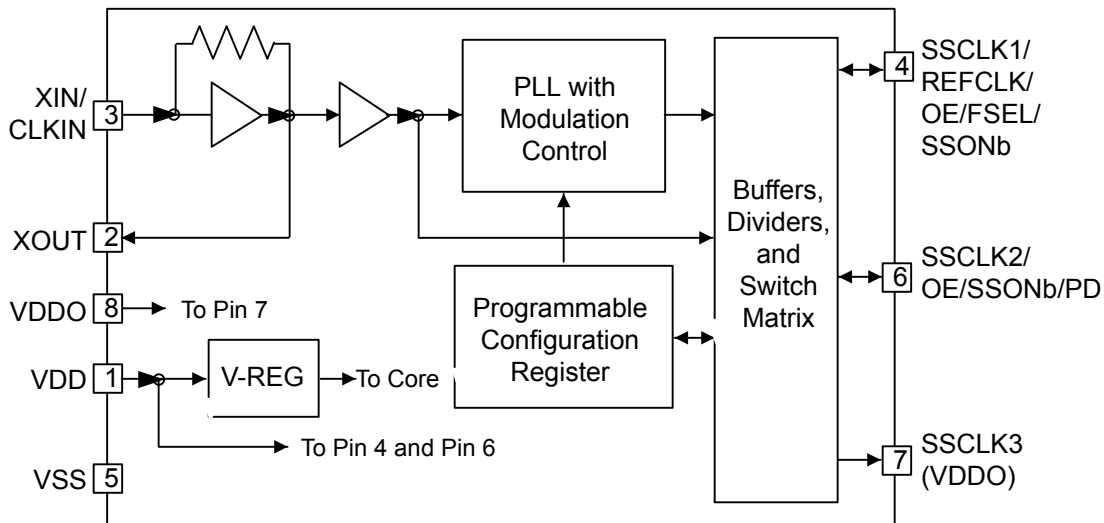 XIN/
CLKIN
3
XOUT
2
VDDO
8
To Pin 7
VDD
1
V-REG
To Core
To Pin 4 and Pin 6
VSS
5
PLL with
Modulation
Control
Programmable
Configuration
Register
Buffers,
Dividers,
and
Switch
Matrix
4
SSCLK1/
REFCLK/
OE/FSEL/
SSONb
6
SSCLK2/
OE/SSONb/PD
7
SSCLK3
(VDDO)